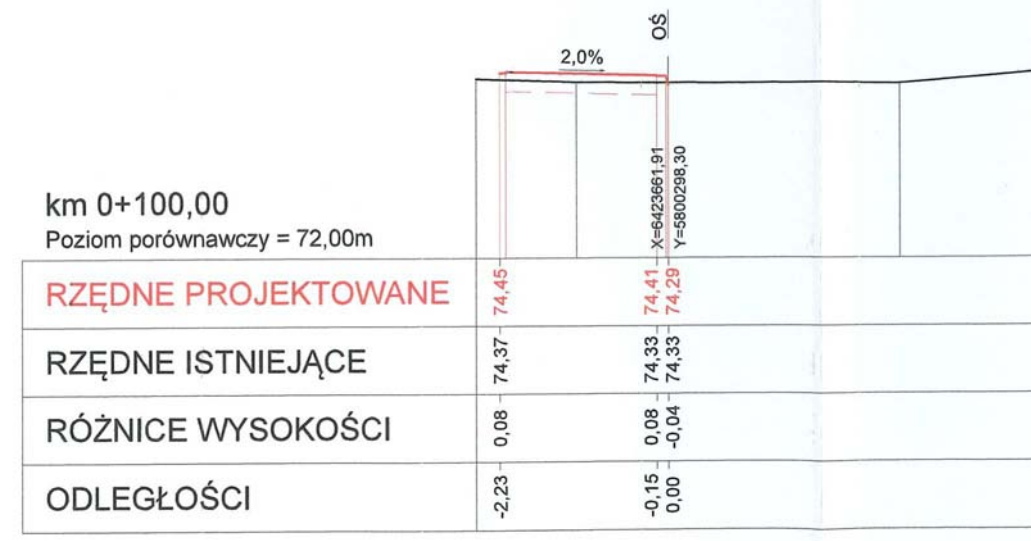 OŚ
2,0%
X=6423661,91
Y=5800298,30
km 0+100,00
Poziom porównawczy = 72,00m
RZĘDNE PROJEKTOWANE 74,45 74,41 74,29
RZĘDNE ISTNIEJĄCE 74,37 74,33 74,33
RÓŻNICE WYSOKOŚCI 0,08 0,08 -0,04
ODLEGŁOŚCI -2,23 -0,15 0,00